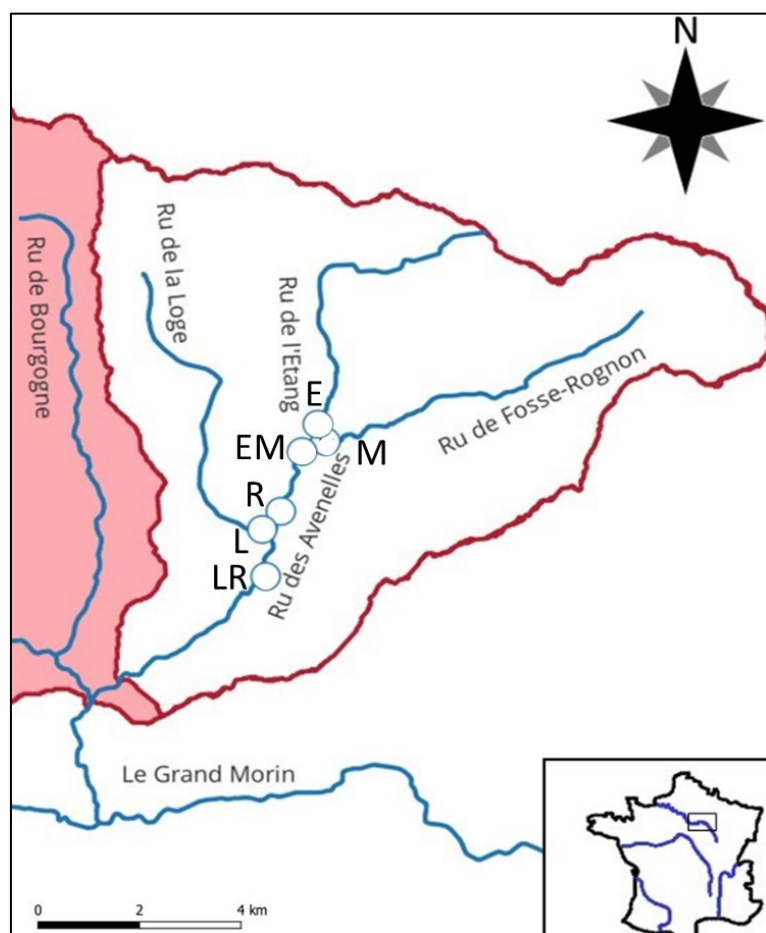 N
Ru de Bourgogne
Ru de la Loge
Ru de l'Etang
Ru de Fosse-Rognon
E
EM
M
R
L
LR
Ru des Avenelles
Le Grand Morin
0 2 4 km